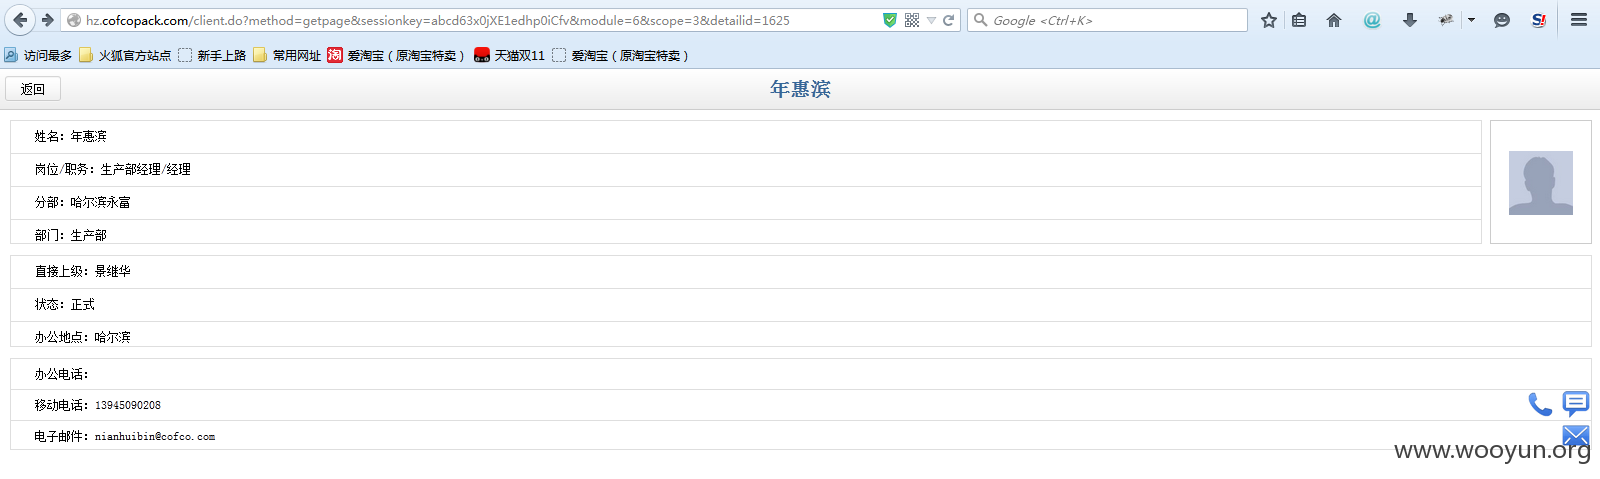 hz.cofcopack.com/client.do?method=getpage&sessionkey=abcd63x0jXE1edhp0iCfv&module=6&scope=3&detailid=1625
Google <Ctrl+K>
访问最多 火狐官方站点 新手上路 常用网址 淘 爱淘宝（原淘宝特卖） 天猫双11 爱淘宝（原淘宝特卖）
返回
年惠滨
姓名：年惠滨
岗位/职务：生产部经理/经理
分部：哈尔滨永富
部门：生产部
直接上级：景继华
状态：正式
办公地点：哈尔滨
办公电话：
移动电话：13945090208
电子邮件：nianhuibin@cofco.com
www.wooyun.org